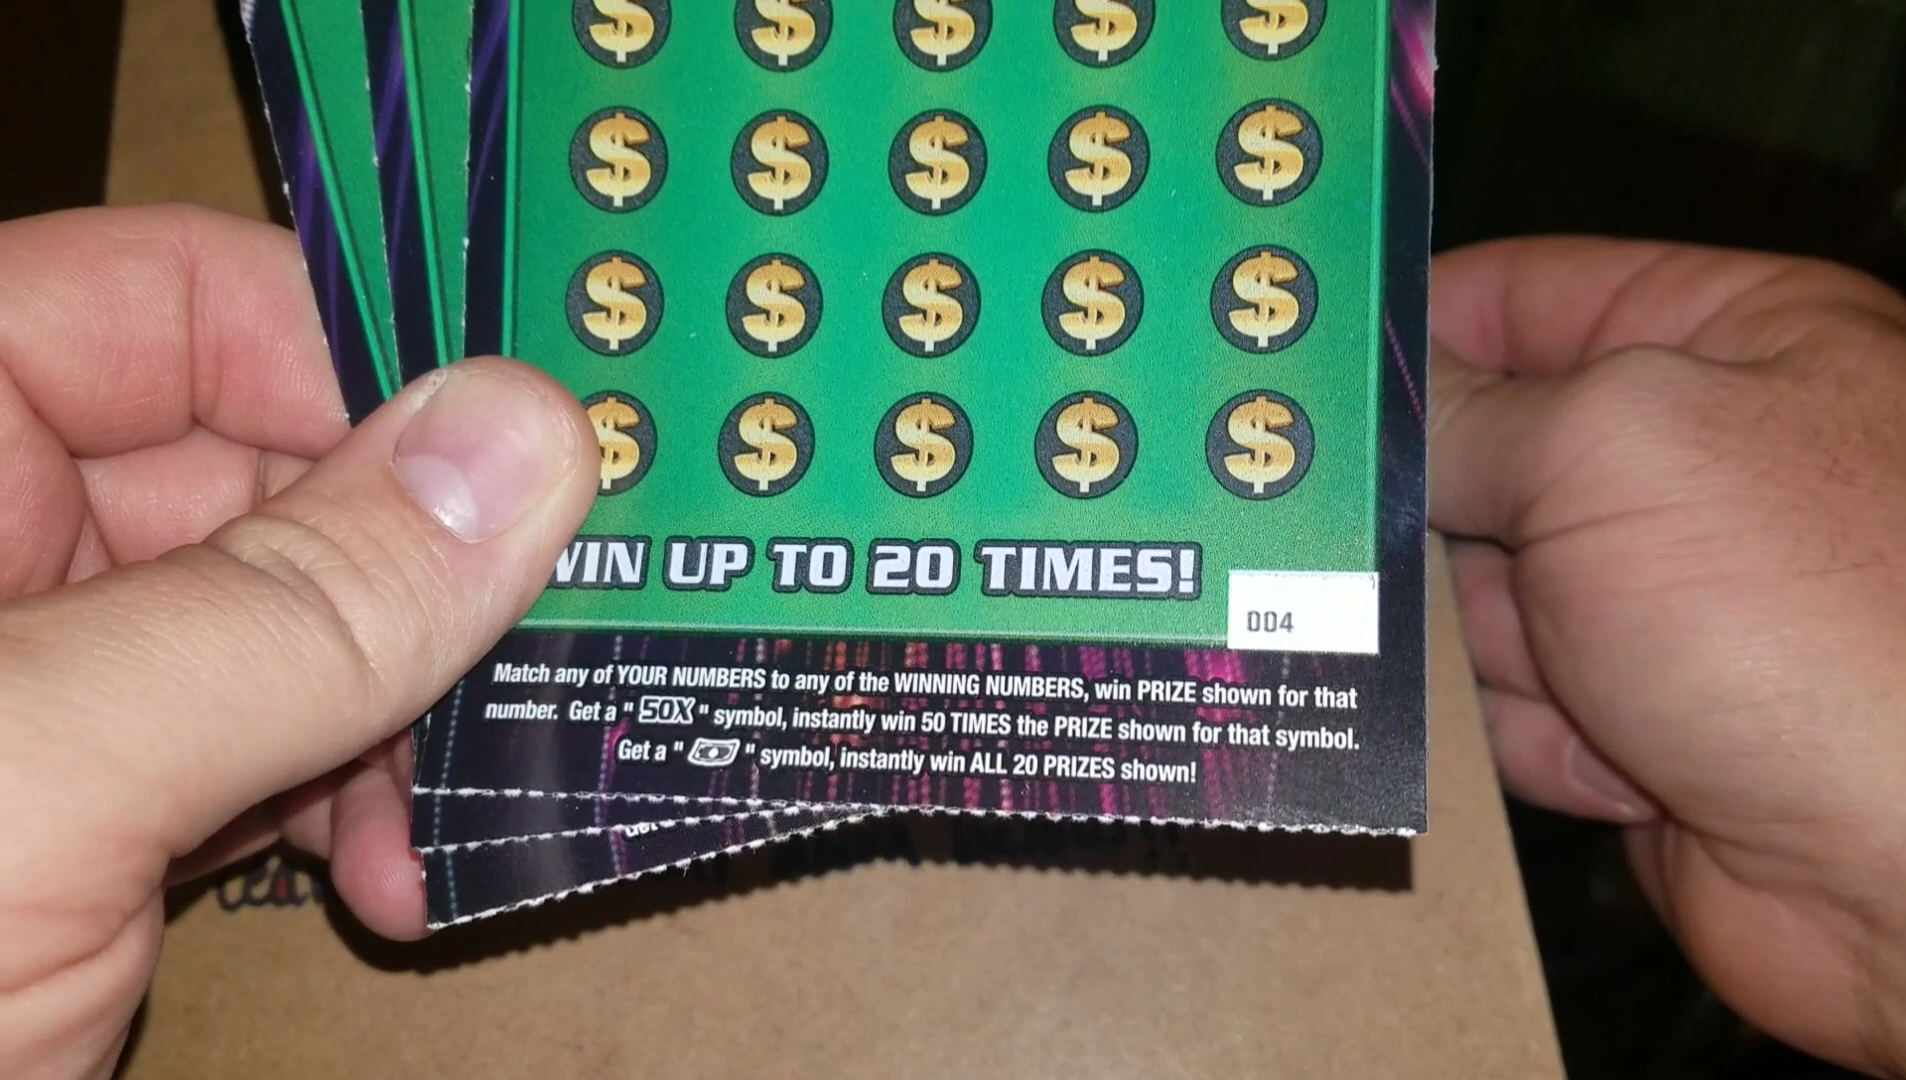 WIN UP TO 20 TIMES!
004
Match any of YOUR NUMBERS to any of the WINNING NUMBERS, win PRIZE shown for that
number. Get a " 50X " symbol, instantly win 50 TIMES the PRIZE shown for that symbol.
Get a " " symbol, instantly win ALL 20 PRIZES shown!